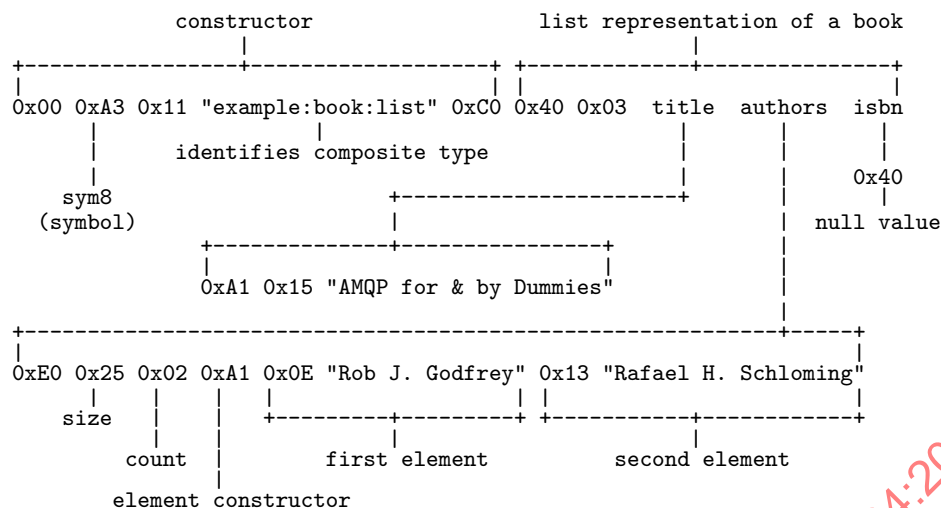 constructor list representation of a book
0x00 0xA3 0x11 "example:book:list" 0xC0 0x40 0x03 title authors isbn
identifies composite type
0x40
sym8
(symbol) null value
0xA1 0x15 "AMQP for & by Dummies"
0xE0 0x25 0x02 0xA1 0x0E "Rob J. Godfrey" 0x13 "Rafael H. Schloming"
size
count first element second element
element constructor